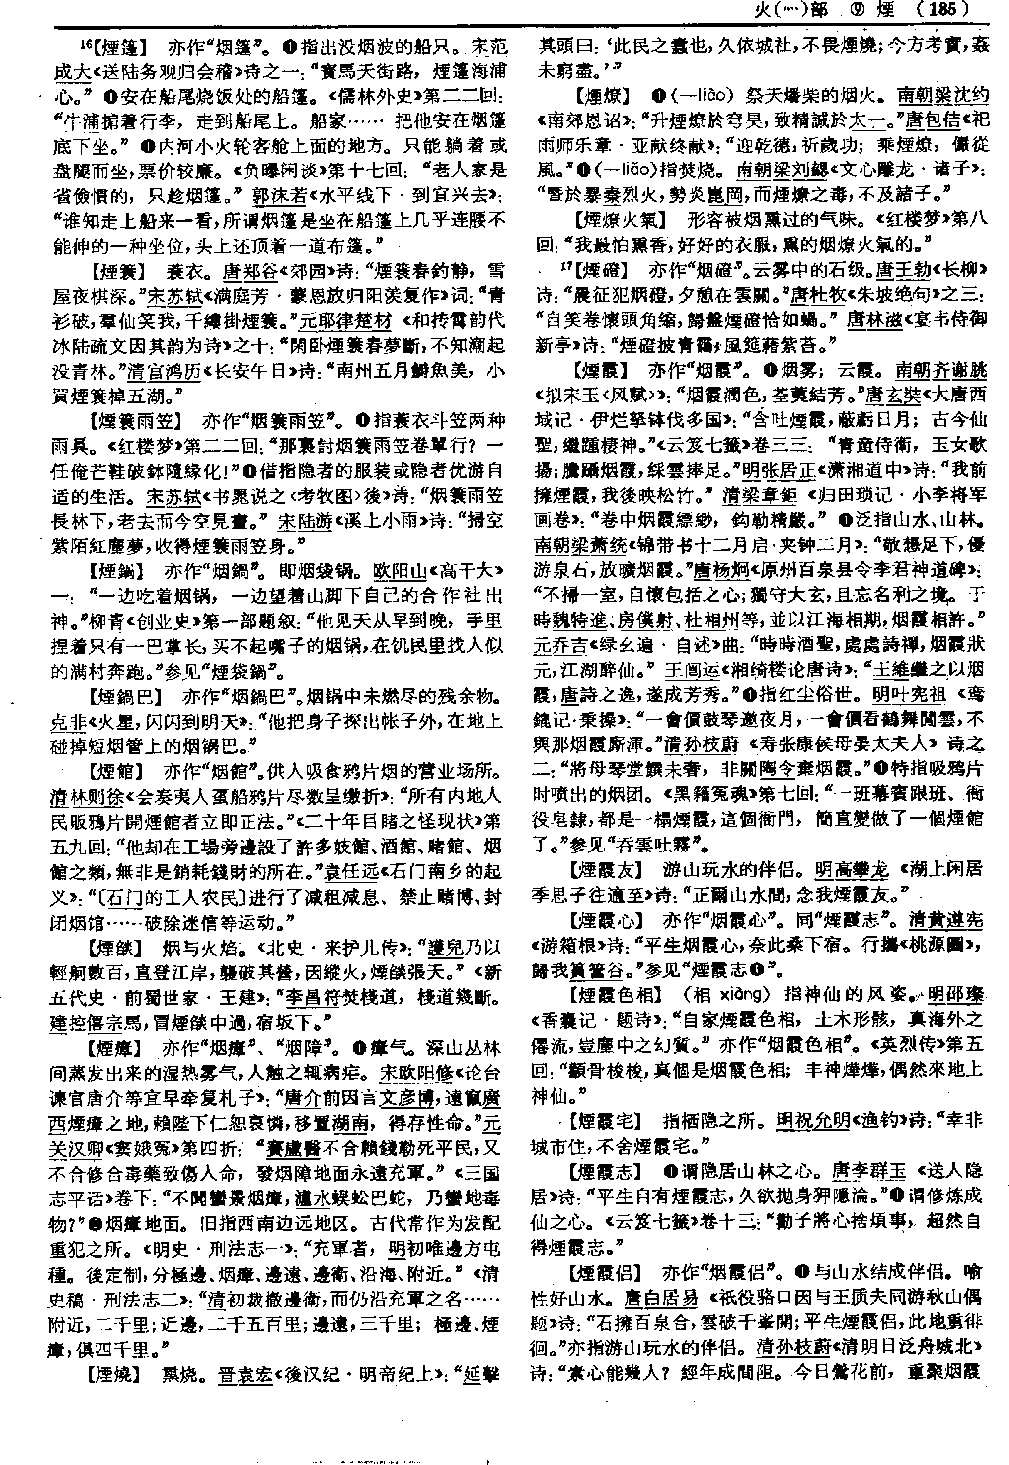 火(灬)部 ⑨ 煙 (185)
¹⁶【煙篷】 亦作“烟篷”。❶指出没烟波的船只。宋范
成大《送陆务观归会稽》诗之一：“寶馬天街路，煙篷海浦
心。” ❷安在船尾烧饭处的船篷。《儒林外史》第二二回：
“牛浦掮着行李，走到船尾上。船家…… 把他安在烟篷
底下坐。” ❸内河小火轮客舱上面的地方。只能躺着或
盘腿而坐，票价较廉。《负曝闲谈》第十七回：“老人家是
省儉慣的，只趁烟篷。” 郭沫若《水平线下·到宜兴去》：
“谁知走上船来一看，所谓烟篷是坐在船篷上几乎连腰不
能伸的一种坐位，头上还顶着一道布篷。”
【煙簑】 蓑衣。唐郑谷《郊园》诗：“煙簑春釣静，雪
屋夜棋深。”宋苏轼《满庭芳·蒙恩放归阳羡复作》词：“青
衫破，羣仙笑我，千縷掛煙簑。”元耶律楚材《和抟霄韵代
水陆疏文因其韵为诗》之十：“閑卧煙簑春夢斷，不知潮起
没青林。”清富鸿历《长安午日》诗：“南州五月鰣魚美，小
買煙簑棹五湖。”
【煙簑雨笠】 亦作“烟簑雨笠”。❶指蓑衣斗笠两种
雨具。《红楼梦》第二二回：“那裏討烟簑雨笠卷單行？一
任俺芒鞋破鉢隨緣化！”❷借指隐者的服装或隐者优游自
适的生活。宋苏轼《书晁说之〈考牧图〉後》诗：“烟簑雨笠
長林下，老去而今空見畫。” 宋陆游《溪上小雨》诗：“掃空
紫陌紅塵夢，收得煙簑雨笠身。”
【煙鍋】 亦作“烟鍋”。即烟袋锅。欧阳山《高干大》
一：“一边吃着烟锅，一边望着山脚下自己的合作社出
神。”柳青《创业史》第一部题叙：“他见天从早到晚，手里
捏着只有一巴掌长，买不起嘴子的烟锅，在饥民里找人似
的满村奔跑。”参见“煙袋鍋”。
【煙鍋巴】 亦作“烟鍋巴”。烟锅中未燃尽的残余物。
克非《火星，闪闪到明天》：“他把身子探出帐子外，在地上
碰掉短烟管上的烟锅巴。”
【煙館】 亦作“烟館”。供人吸食鸦片烟的营业场所。
清林则徐《会奏夷人趸船鸦片尽数呈缴折》：“所有内地人
民販鴉片開煙館者立即正法。”《二十年目睹之怪现状》第
五九回：“他却在工場旁邊設了許多妓館、酒館、賭館、烟
館之類，無非是銷耗錢財的所在。”袁任远《石门南乡的起
义》：“〔石门的工人农民〕进行了减租减息、禁止赌博、封
闭烟馆……破除迷信等运动。”
【煙燄】 烟与火焰。《北史·来护儿传》：“護兒乃以
輕舸數百，直登江岸，襲破其營，因縱火，煙燄張天。” 《新
五代史·前蜀世家·王建》：“李昌符焚棧道，棧道幾斷。
建控僖宗馬，冒煙燄中過，宿坂下。”
【煙瘴】 亦作“烟瘴”、“烟障”。❶瘴气。深山丛林
间蒸发出来的湿热雾气，人触之辄病疟。宋欧阳修《论台
谏官唐介等宜早牵复札子》：“唐介前因言文彦博，遠竄廣
西煙瘴之地，賴陛下仁恕哀憐，移置湖南，得存性命。”元
关汉卿《窦娥冤》第四折：“賽盧醫不合賴錢勒死平民，又
不合修合毒藥致傷人命，發烟障地面永遠充軍。” 《三国
志平话》卷下：“不聞蠻景烟瘴，瀘水蜈蚣巴蛇，乃蠻地毒
物？”❷烟瘴地面。旧指西南边远地区。古代常作为发配
重犯之所。《明史·刑法志一》：“充軍者，明初唯邊方屯
種。後定制，分極邊、烟瘴、邊遠、邊衞、沿海、附近。” 《清
史稿·刑法志二》：“清初裁撤邊衞，而仍沿充軍之名……
附近，二千里；近邊，二千五百里；邊遠，三千里；極邊、煙
瘴，俱四千里。”
【煙燒】 熏烧。晋袁宏《後汉纪·明帝纪上》：“延擊
其頭曰：‘此民之蠹也，久依城社，不畏煙燒；今方考實，姦
未窮盡。’”
【煙燎】 ❶(—liǎo) 祭天燔柴的烟火。南朝梁沈约
《南郊恩诏》：“升煙燎於穹旻，致精誠於太一。”唐包佶《祀
雨师乐章·亚献终献》：“迎乾德，祈歲功；乘煙燎，儼從
風。”❷(—liǎo)指焚烧。南朝梁刘勰《文心雕龙·诸子》：
“暨於暴秦烈火，勢炎崑岡，而煙燎之毒，不及諸子。”
【煙燎火氣】 形容被烟熏过的气味。《红楼梦》第八
回：“我最怕熏香，好好的衣服，熏的烟燎火氣的。”
¹⁷【煙磴】 亦作“烟磴”。云雾中的石级。唐王勃《长柳》
诗：“晨征犯烟磴，夕憩在雲關。”唐杜牧《朱坡绝句》之三：
“自笑卷懷頭角縮，歸盤煙磴恰如蝸。” 唐林滋《宴韦侍御
新亭》诗：“煙磴披青靄，風筵藉紫苔。”
【煙霞】 亦作“烟霞”。❶烟雾；云霞。南朝齐谢朓
《拟宋玉〈风赋〉》：“烟霞潤色，荃荑結芳。”唐玄奘《大唐西
域记·伊烂拏钵伐多国》：“含吐煙霞，蔽虧日月；古今仙
聖，繼踵棲神。”《云笈七籤》卷三三：“青童侍衛，玉女歌
揚；騰躡烟霞，綵雲捧足。”明张居正《潇湘道中》诗：“我前
擁煙霞，我後映松竹。” 清梁章鉅《归田琐记·小李将军
画卷》：“卷中烟霞縹緲，鈎勒精嚴。” ❷泛指山水、山林。
南朝梁萧统《锦带书十二月启·夹钟二月》：“敬想足下，優
游泉石，放曠烟霞。”唐杨炯《原州百泉县令李君神道碑》：
“不掃一室，自懷包括之心；獨守大玄，且忘名利之境。于
時魏特進、房僕射、杜相州等，並以江海相期，烟霞相許。”
元乔吉《绿幺遍·自述》曲：“時時酒聖，處處詩禪，烟霞狀
元，江湖醉仙。” 王闿运《湘绮楼论唐诗》：“王維繼之以烟
霞，唐詩之逸，遂成芳秀。”❸指红尘俗世。明叶宪祖《鸾
鎞记·秉操》：“一會價鼓琴邀夜月，一會價看鶴舞閒雲，不
與那烟霞廝渾。”清孙枝蔚《寿张康侯母晏太夫人》诗之
二：“將母琴堂饌未奢，非關陶令棄烟霞。”❹特指吸鸦片
时喷出的烟团。《黑籍冤魂》第七回：“一班幕賓跟班、衙
役皂隸，都是一榻煙霞，這個衙門，簡直變做了一個煙館
了。”参见“吞雲吐霧”。
【煙霞友】 游山玩水的伴侣。明高攀龙《湖上闲居
季思子往適至》诗：“正爾山水間，念我煙霞友。”
【煙霞心】 亦作“烟霞心”。同“煙霞志”。清黄遵宪
《游箱根》诗：“平生烟霞心，奈此桑下宿。行攜《桃源圖》，
歸我篔簹谷。”参见“煙霞志❶”。
【煙霞色相】 (相 xiàng) 指神仙的风姿。明邵璨
《香囊记·题诗》：“自家煙霞色相，土木形骸，真海外之
僊流，豈塵中之幻質。” 亦作“烟霞色相”。《英烈传》第五
回：“顴骨梭梭，真個是烟霞色相；丰神燁燁，偶然來地上
神仙。”
【煙霞宅】 指栖隐之所。明祝允明《渔钓》诗：“幸非
城市住，不舍煙霞宅。”
【煙霞志】 ❶谓隐居山林之心。唐李群玉《送人隐
居》诗：“平生自有煙霞志，久欲抛身狎隱淪。”❷谓修炼成
仙之心。《云笈七籤》卷十三：“勸子將心捨煩事，超然自
得煙霞志。”
【煙霞侣】 亦作“烟霞侣”。❶与山水结成伴侣。喻
性好山水。唐白居易《祗役骆口因与王质夫同游秋山偶
题》诗：“石擁百泉合，雲破千峯開；平生煙霞侣，此地重徘
徊。”亦指游山玩水的伴侣。清孙枝蔚《清明日泛舟城北》
诗：“素心能幾人？經年成間阻。今日鶯花前，重聚烟霞